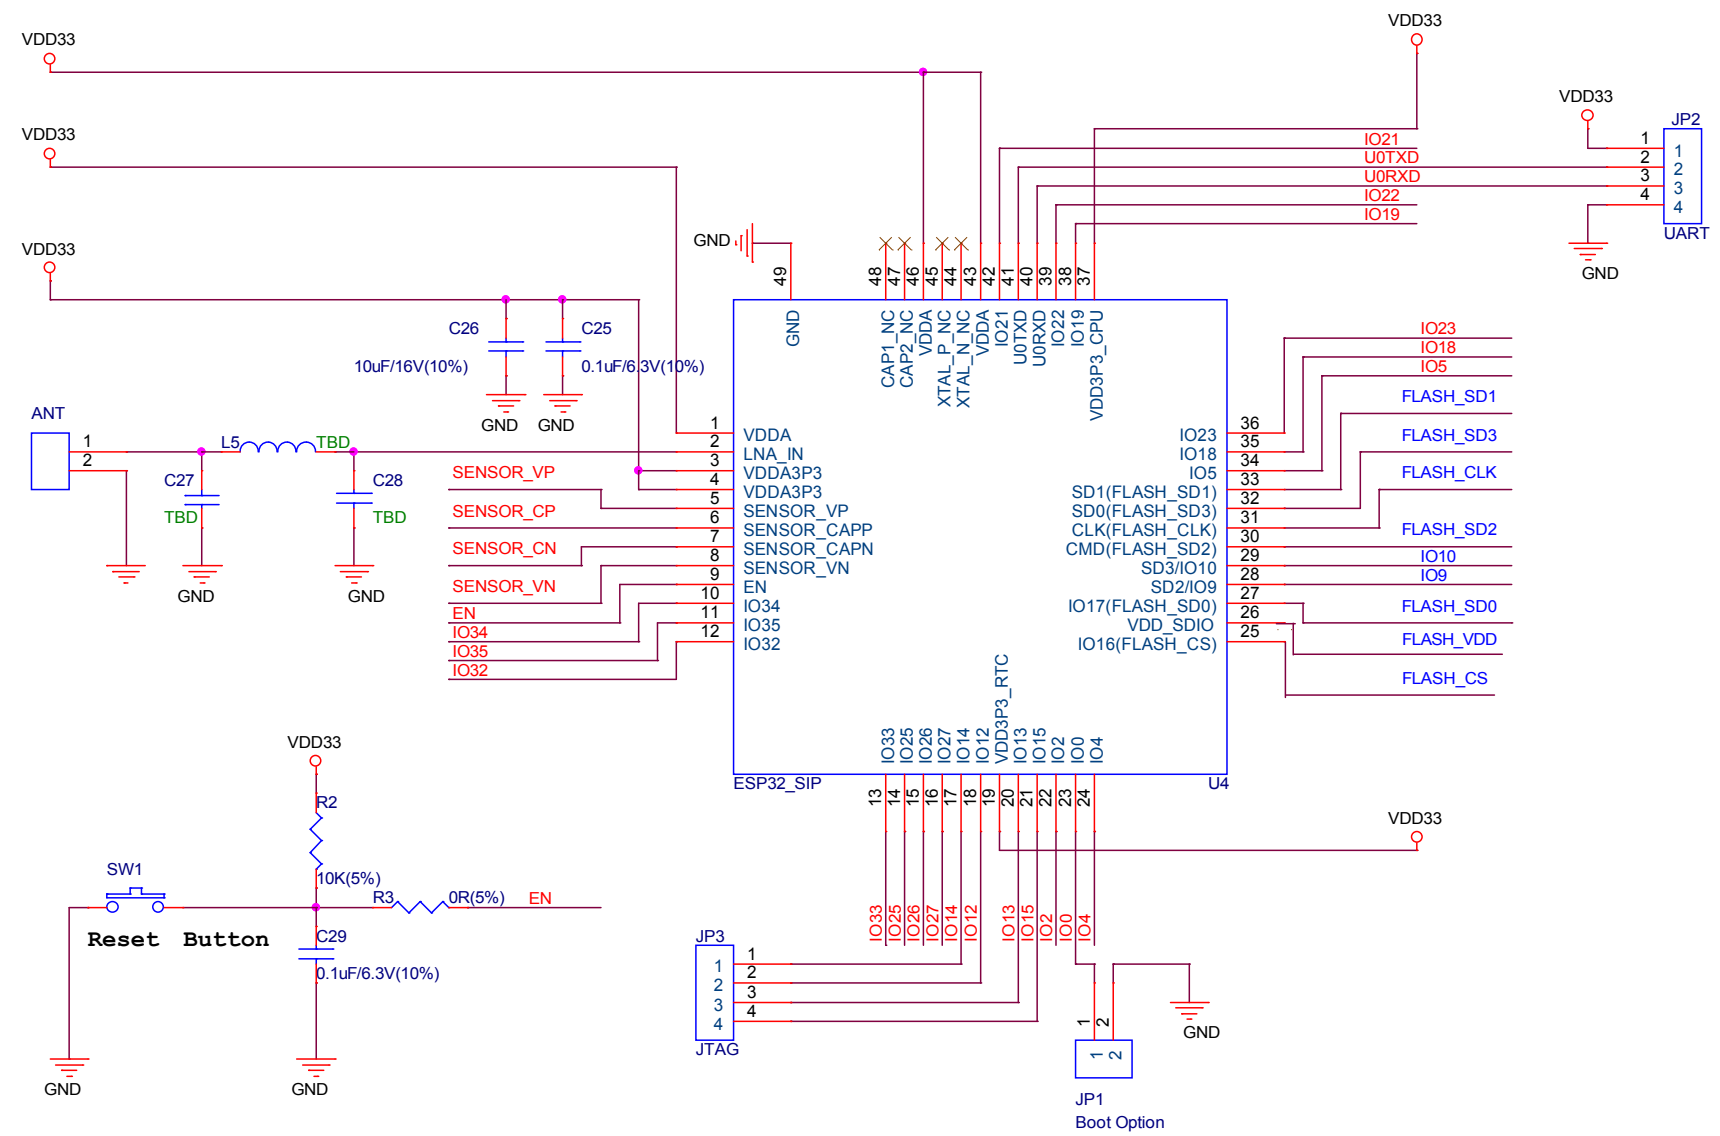 VDD33
VDD33
VDD33
VDD33
VDD33
JP2
UART
1
2
3
4
1
2
3
4
GND
IO21
U0TXD
U0RXD
IO22
IO19
GND
49
48
47
46
45
44
43
42
41
40
39
38
37
GND
CAP1_NC
CAP2_NC
VDDA
XTAL_P_NC
XTAL_N_NC
VDDA
IO21
U0TXD
U0RXD
IO22
IO19
VDD3P3_CPU
C26
10uF/16V(10%)
GND
C25
0.1uF/6.3V(10%)
GND
ANT
1
2
L5
TBD
C27
TBD
GND
C28
TBD
GND
SENSOR_VP
SENSOR_CP
SENSOR_CN
SENSOR_VN
EN
IO34
IO35
IO32
1
2
3
4
5
6
7
8
9
10
11
12
VDDA
LNA_IN
VDDA3P3
VDDA3P3
SENSOR_VP
SENSOR_CAPP
SENSOR_CAPN
SENSOR_VN
EN
IO34
IO35
IO32
IO23
IO18
IO5
SD1(FLASH_SD1)
SD0(FLASH_SD3)
CLK(FLASH_CLK)
CMD(FLASH_SD2)
SD3/IO10
SD2/IO9
IO17(FLASH_SD0)
VDD_SDIO
IO16(FLASH_CS)
36
35
34
33
32
31
30
29
28
27
26
25
IO23
IO18
IO5
FLASH_SD1
FLASH_SD3
FLASH_CLK
FLASH_SD2
IO10
IO9
FLASH_SD0
FLASH_VDD
FLASH_CS
IO33
IO25
IO26
IO27
IO14
IO12
VDD3P3_RTC
IO13
IO15
IO2
IO0
IO4
ESP32_SIP
U4
13
14
15
16
17
18
19
20
21
22
23
24
VDD33
IO33
IO25
IO26
IO27
IO14
IO12
IO13
IO15
IO2
IO0
IO4
VDD33
R2
10K(5%)
SW1
Reset Button
R3
0R(5%)
EN
C29
0.1uF/6.3V(10%)
GND
GND
JP3
1
2
3
4
1
2
3
4
JTAG
GND
1
2
1
2
JP1
Boot Option